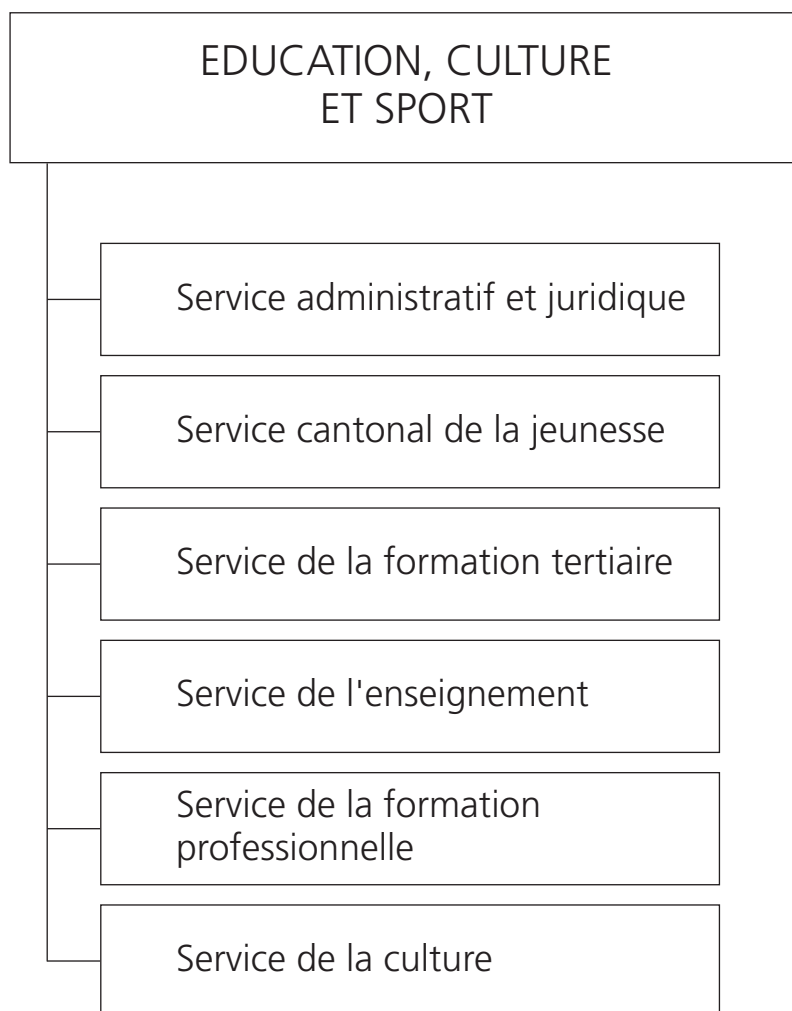 EDUCATION, CULTURE
ET SPORT
Service administratif et juridique
Service cantonal de la jeunesse
Service de la formation tertiaire
Service de l'enseignement
Service de la formation
professionnelle
Service de la culture